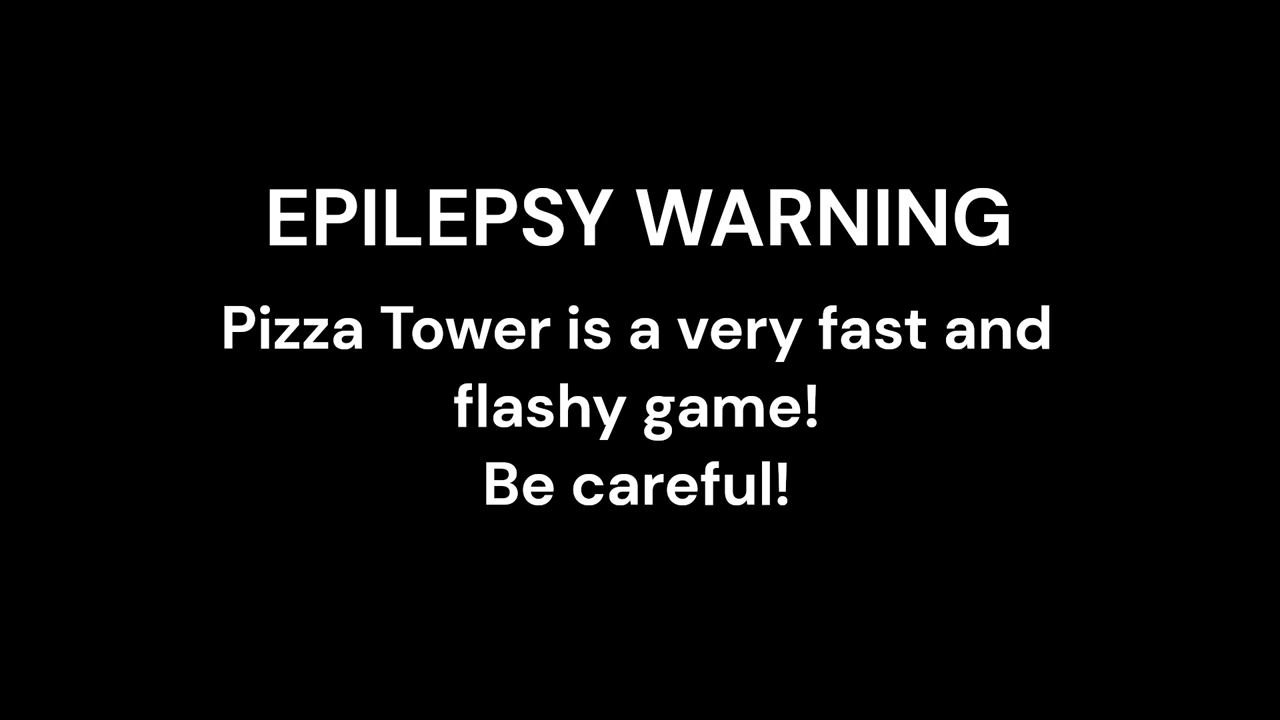 EPILEPSY WARNING
Pizza Tower is a very fast and
flashy game!
Be careful!